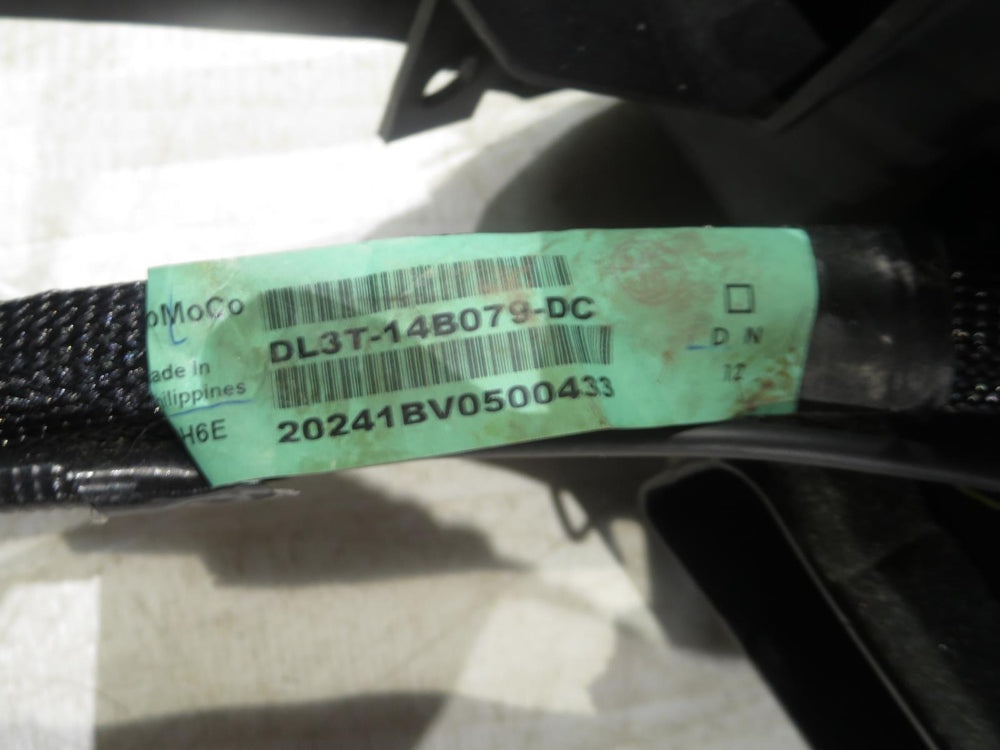 oMoCo
DL3T-14B079-DC
ade in
ilippines
20241BV0500433
H6E
D N
12